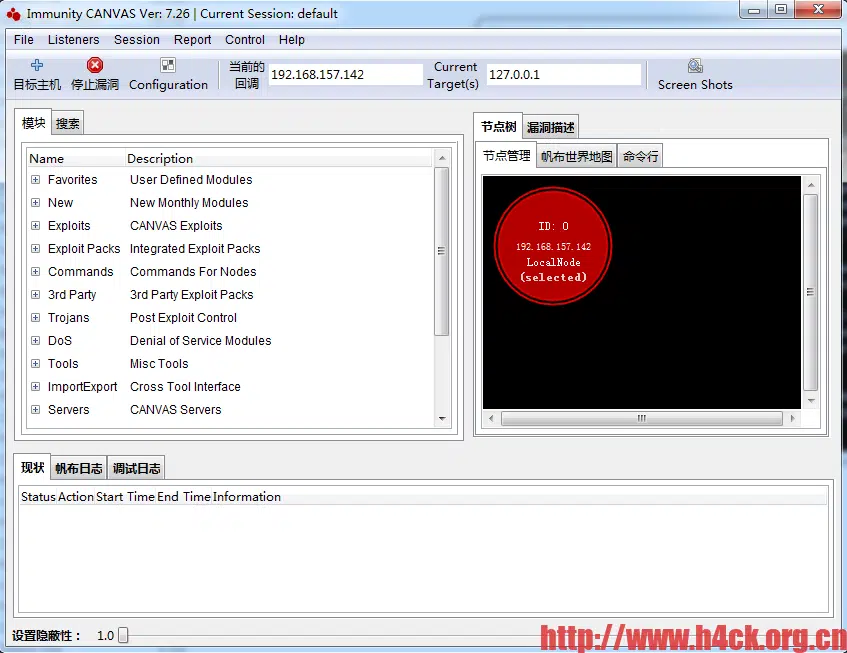 Immunity CANVAS Ver: 7.26 | Current Session: default
File Listeners Session Report Control Help
目标主机 停止漏洞 Configuration 当前的回调 192.168.157.142 Current Target(s) 127.0.0.1 Screen Shots
模块 搜索
Name Description
Favorites User Defined Modules
New New Monthly Modules
Exploits CANVAS Exploits
Exploit Packs Integrated Exploit Packs
Commands Commands For Nodes
3rd Party 3rd Party Exploit Packs
Trojans Post Exploit Control
DoS Denial of Service Modules
Tools Misc Tools
ImportExport Cross Tool Interface
Servers CANVAS Servers
节点树 漏洞描述
节点管理 帆布世界地图 命令行
ID: 0
192.168.157.142
LocalNode
(selected)
现状 帆布日志 调试日志
Status Action Start Time End Time Information
设置隐蔽性： 1.0
http://www.h4ck.org.cn